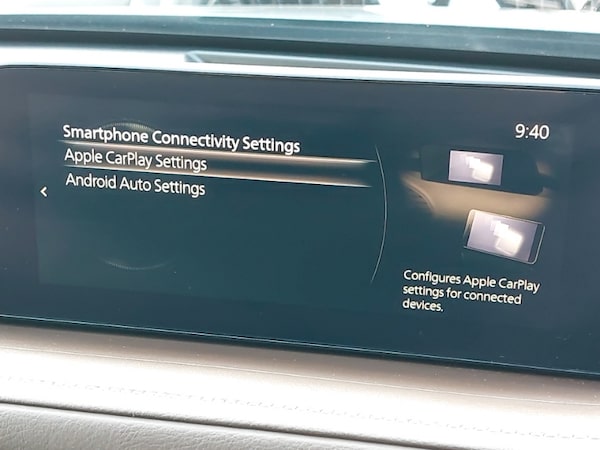 Smartphone Connectivity Settings
9:40
Apple CarPlay Settings
Android Auto Settings
Configures Apple CarPlay
settings for connected
devices.